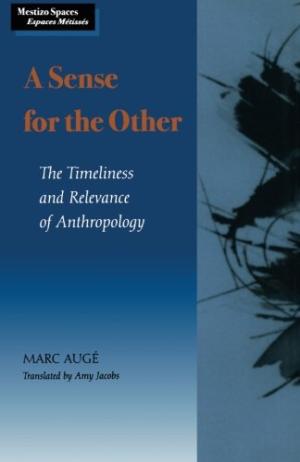 Mestizo Spaces
Espaces Métissés
A Sense
for the Other
The Timeliness
and Relevance
of Anthropology
MARC AUGÉ
Translated by Amy Jacobs